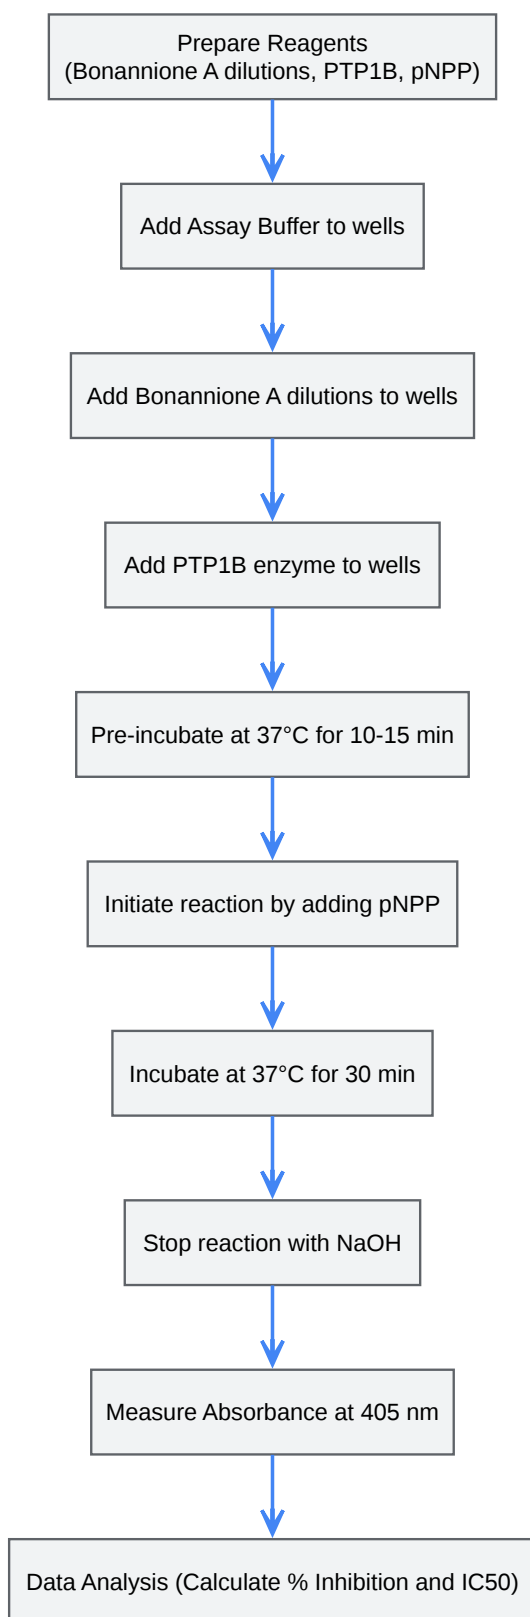 Prepare Reagents
(Bonannione A dilutions, PTP1B, pNPP)
Add Assay Buffer to wells
Add Bonannione A dilutions to wells
Add PTP1B enzyme to wells
Pre-incubate at 37°C for 10-15 min
Initiate reaction by adding pNPP
Incubate at 37°C for 30 min
Stop reaction with NaOH
Measure Absorbance at 405 nm
Data Analysis (Calculate % Inhibition and IC50)